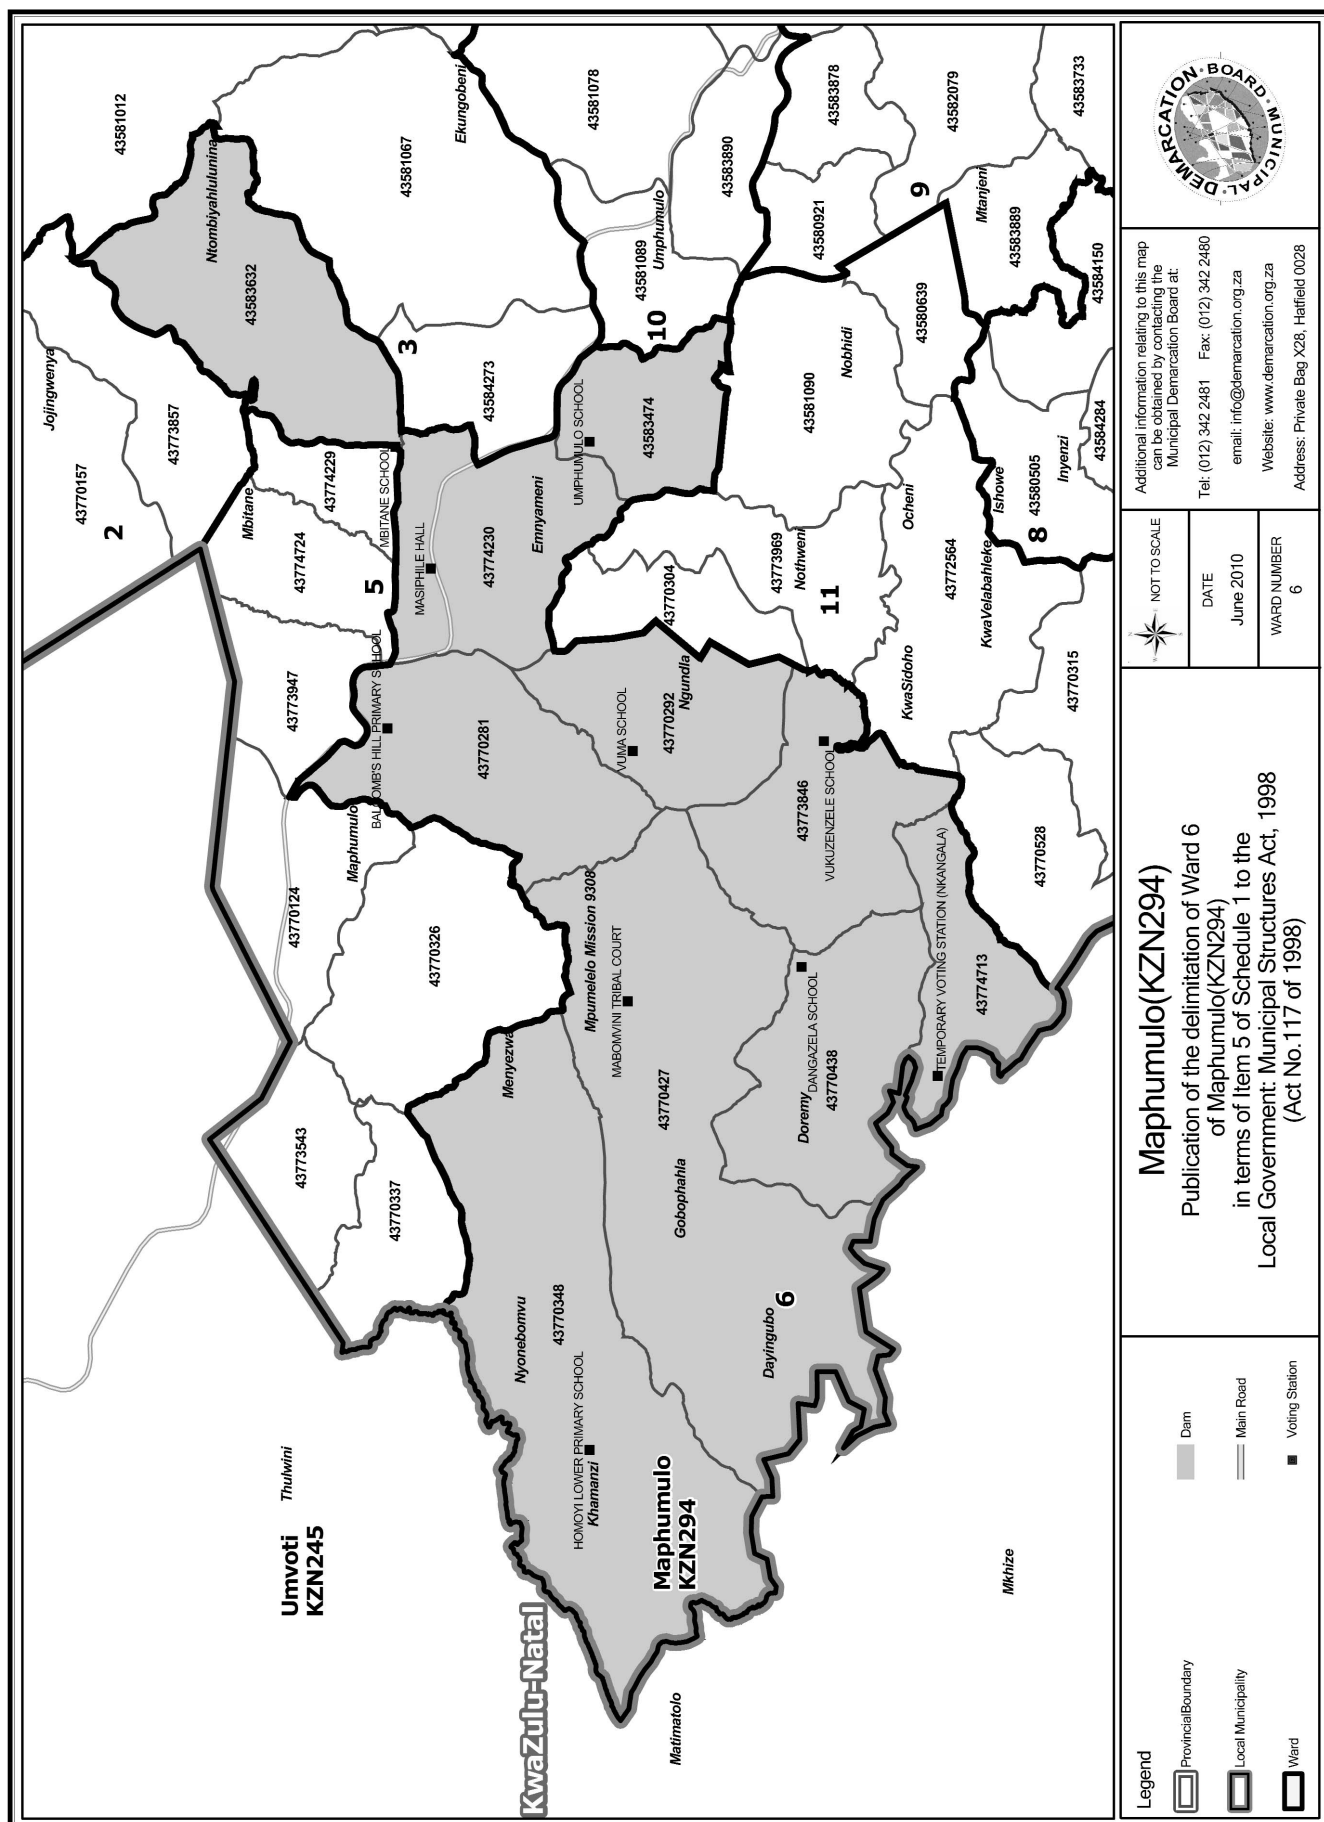 43581012
Ntombiyahlulunina
43583632
Jojingwenya
43770157
2
43773857
Ekungobeni
43581067
3
43584273
43581078
43583890
Umphumulo
43581089
10
43583878
43580921
43582079
9
43583733
Mtanjeni
43583889
43584150
43580639
Nobhidi
43581090
UMPHUMULO SCHOOL
43583474
Mbitane
43774229
MBITANE SCHOOL
43774724
5
MASIPHILE HALL
43774230
Emnyameni
43770304
43773969
Nothweni
11
Ocheni
43772564
KwaVelabahleke
KwaSidoho
Ishowe
43580505
8
Inyenzi
43584284
43770315
43773947
BALCOMB'S HILL PRIMARY SCHOOL
Maphumulo
43770281
VUMA SCHOOL
43770292
Ngundla
43773846
VUKUZENZELE SCHOOL
43770528
43770124
43770326
Mpumelelo Mission 9308
MABOMVINI TRIBAL COURT
43770427
Gobophahla
Doremy
DANGAZELA SCHOOL
43770438
TEMPORARY VOTING STATION (NKANGALA)
43774713
43773543
43770337
Menyezwa
Nyonebomvu
43770348
HOMOYI LOWER PRIMARY SCHOOL
Khamanzi
Dayingubo
6
Maphumulo
KZN294
Thulwini
Umvoti
KZN245
KwaZulu-Natal
Matimatolo
Mkhize
Legend
ProvincialBoundary
Local Municipality
Ward
Dam
Main Road
Voting Station
Maphumulo(KZN294)
Publication of the delimitation of Ward 6
of Maphumulo(KZN294)
in terms of Item 5 of Schedule 1 to the
Local Government: Municipal Structures Act, 1998
(Act No.117 of 1998)
NOT TO SCALE
DATE
June 2010
WARD NUMBER
6
Additional information relating to this map
can be obtained by contacting the
Municipal Demarcation Board at:
Tel: (012) 342 2481 Fax: (012) 342 2480
email: info@demarcation.org.za
Website: www.demarcation.org.za
Address: Private Bag X28, Hatfield 0028
MUNICIPAL DEMARCATION BOARD